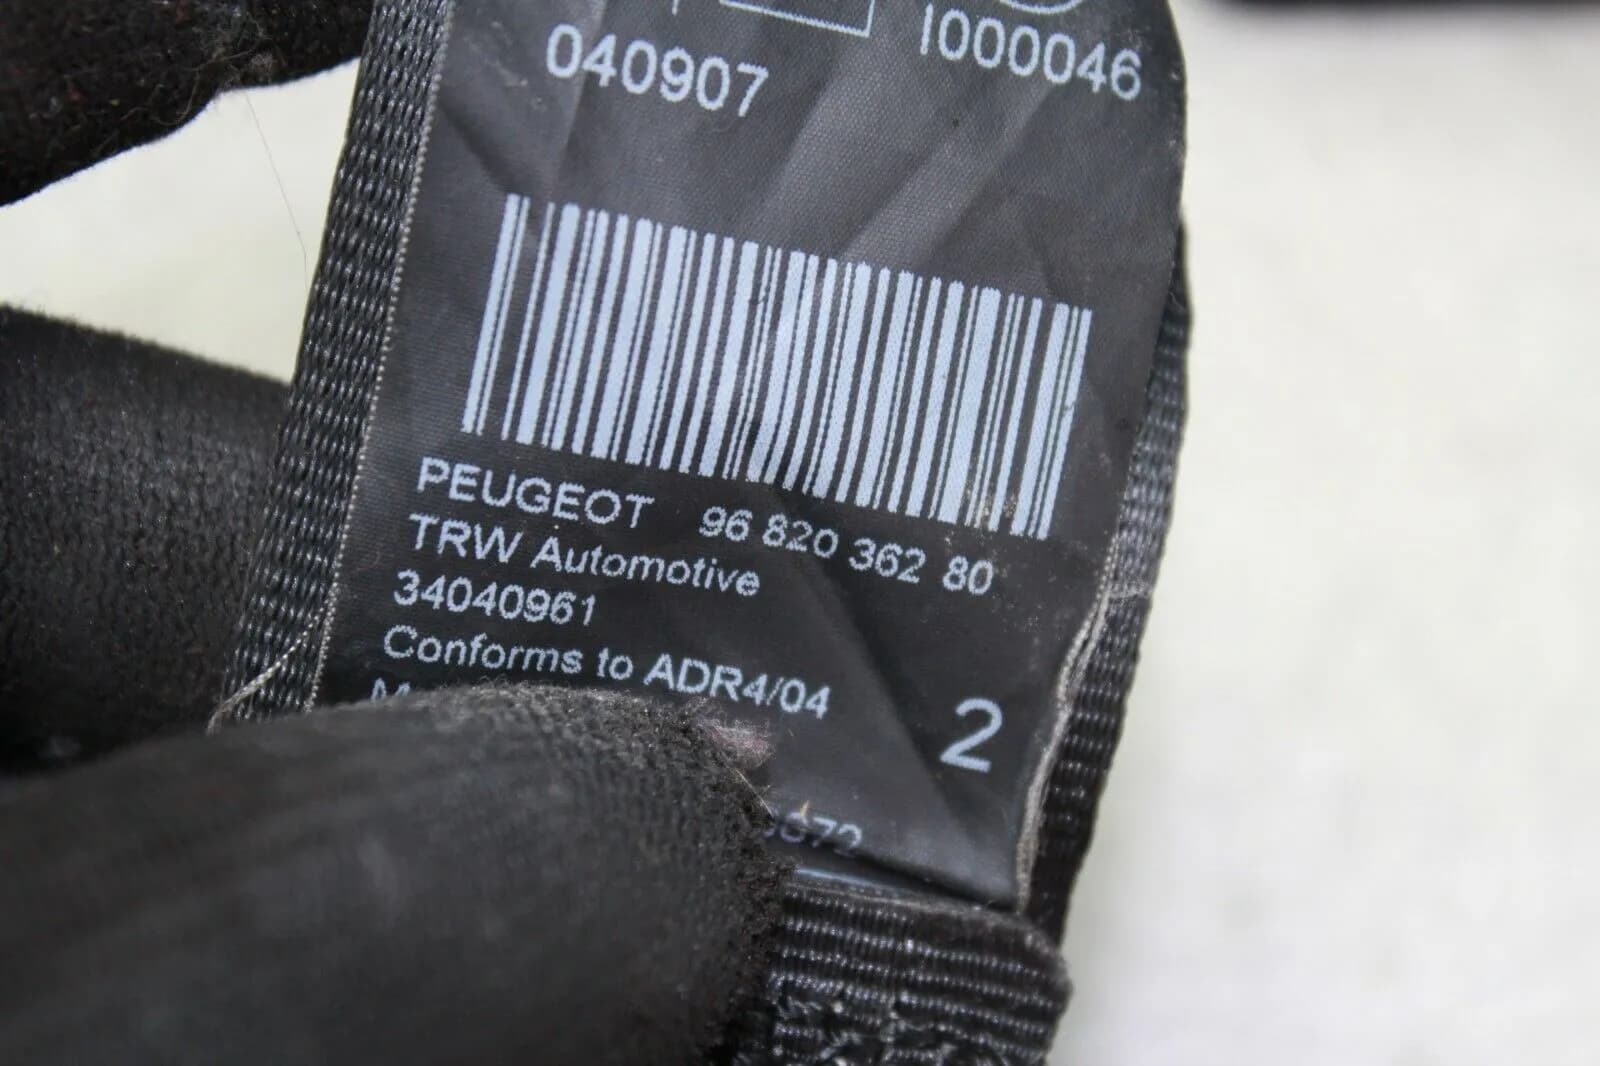 040907 1000046
PEUGEOT 96 820 362 80
TRW Automotive
34040961
Conforms to ADR4/04
2